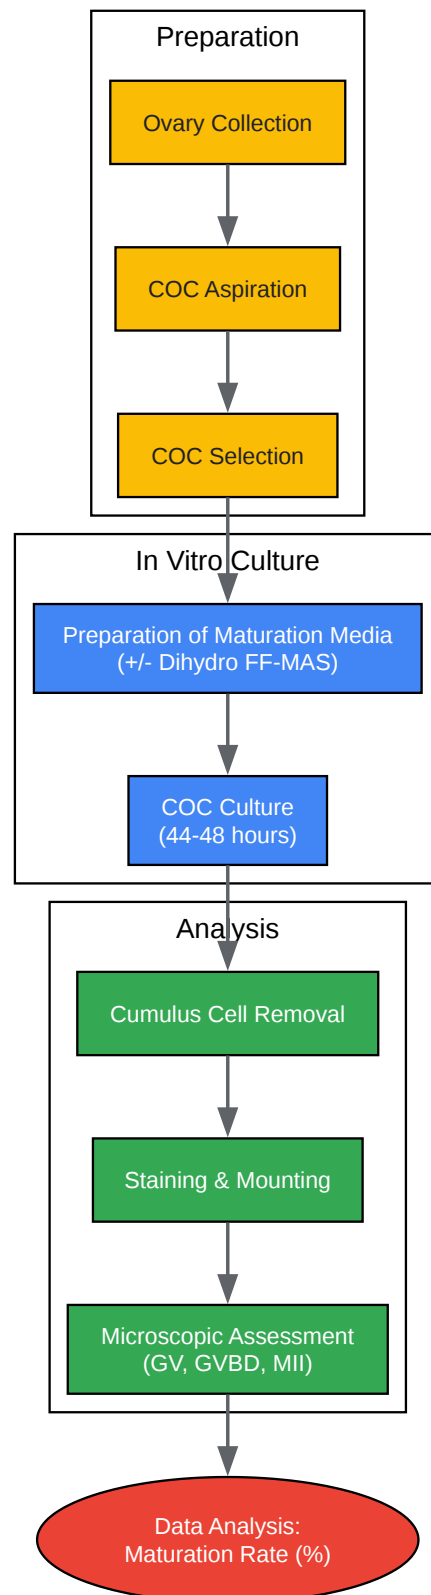 Preparation
Ovary Collection
COC Aspiration
COC Selection
In Vitro Culture
Preparation of Maturation Media
(+/- Dihydro FF-MAS)
COC Culture
(44-48 hours)
Analysis
Cumulus Cell Removal
Staining & Mounting
Microscopic Assessment
(GV, GVBD, MII)
Data Analysis:
Maturation Rate (%)